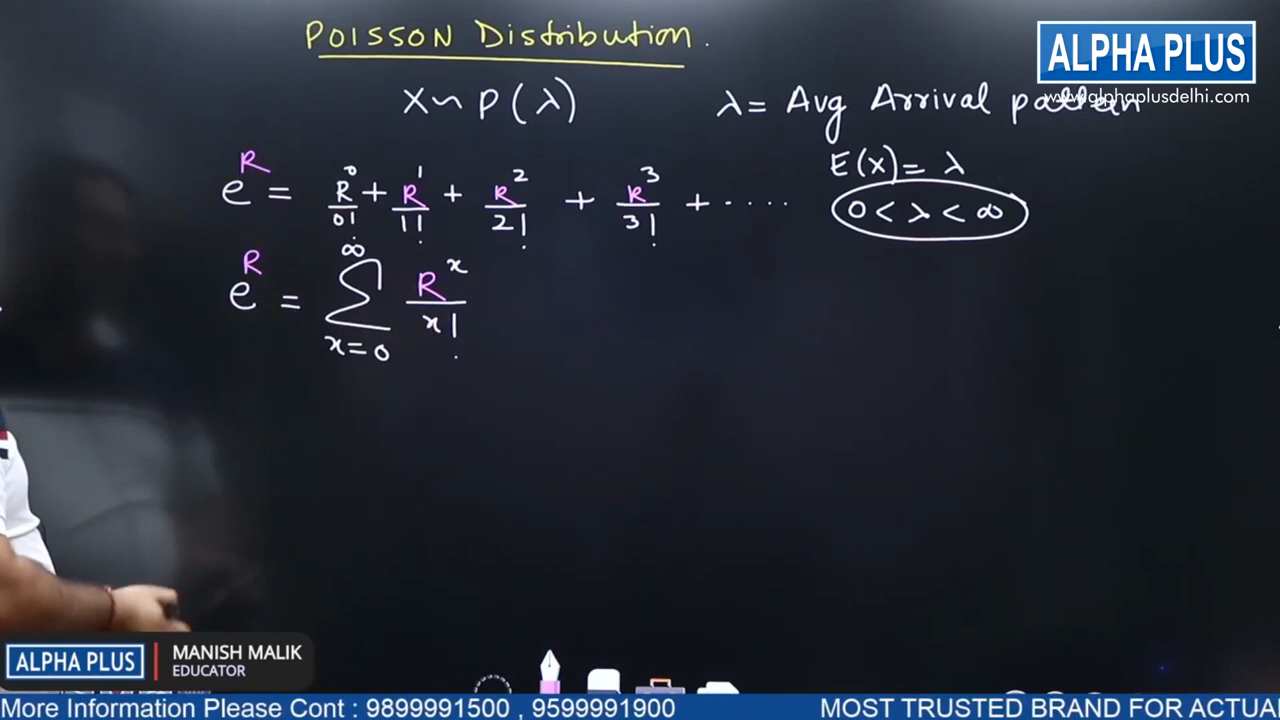 POISSON Distribution.
ALPHA PLUS
www.alphaplusdelhi.com
X ~ P(λ)
λ = Avg Arrival pattern
E(X) = λ
0 < λ < ∞
e^R = R^0/0! + R^1/1! + R^2/2! + R^3/3! + ....
e^R = ∞ Σ x=0 R^x/x!
ALPHA PLUS
MANISH MALIK
EDUCATOR
More Information Please Cont : 9899991500 , 9599991900
MOST TRUSTED BRAND FOR ACTUA